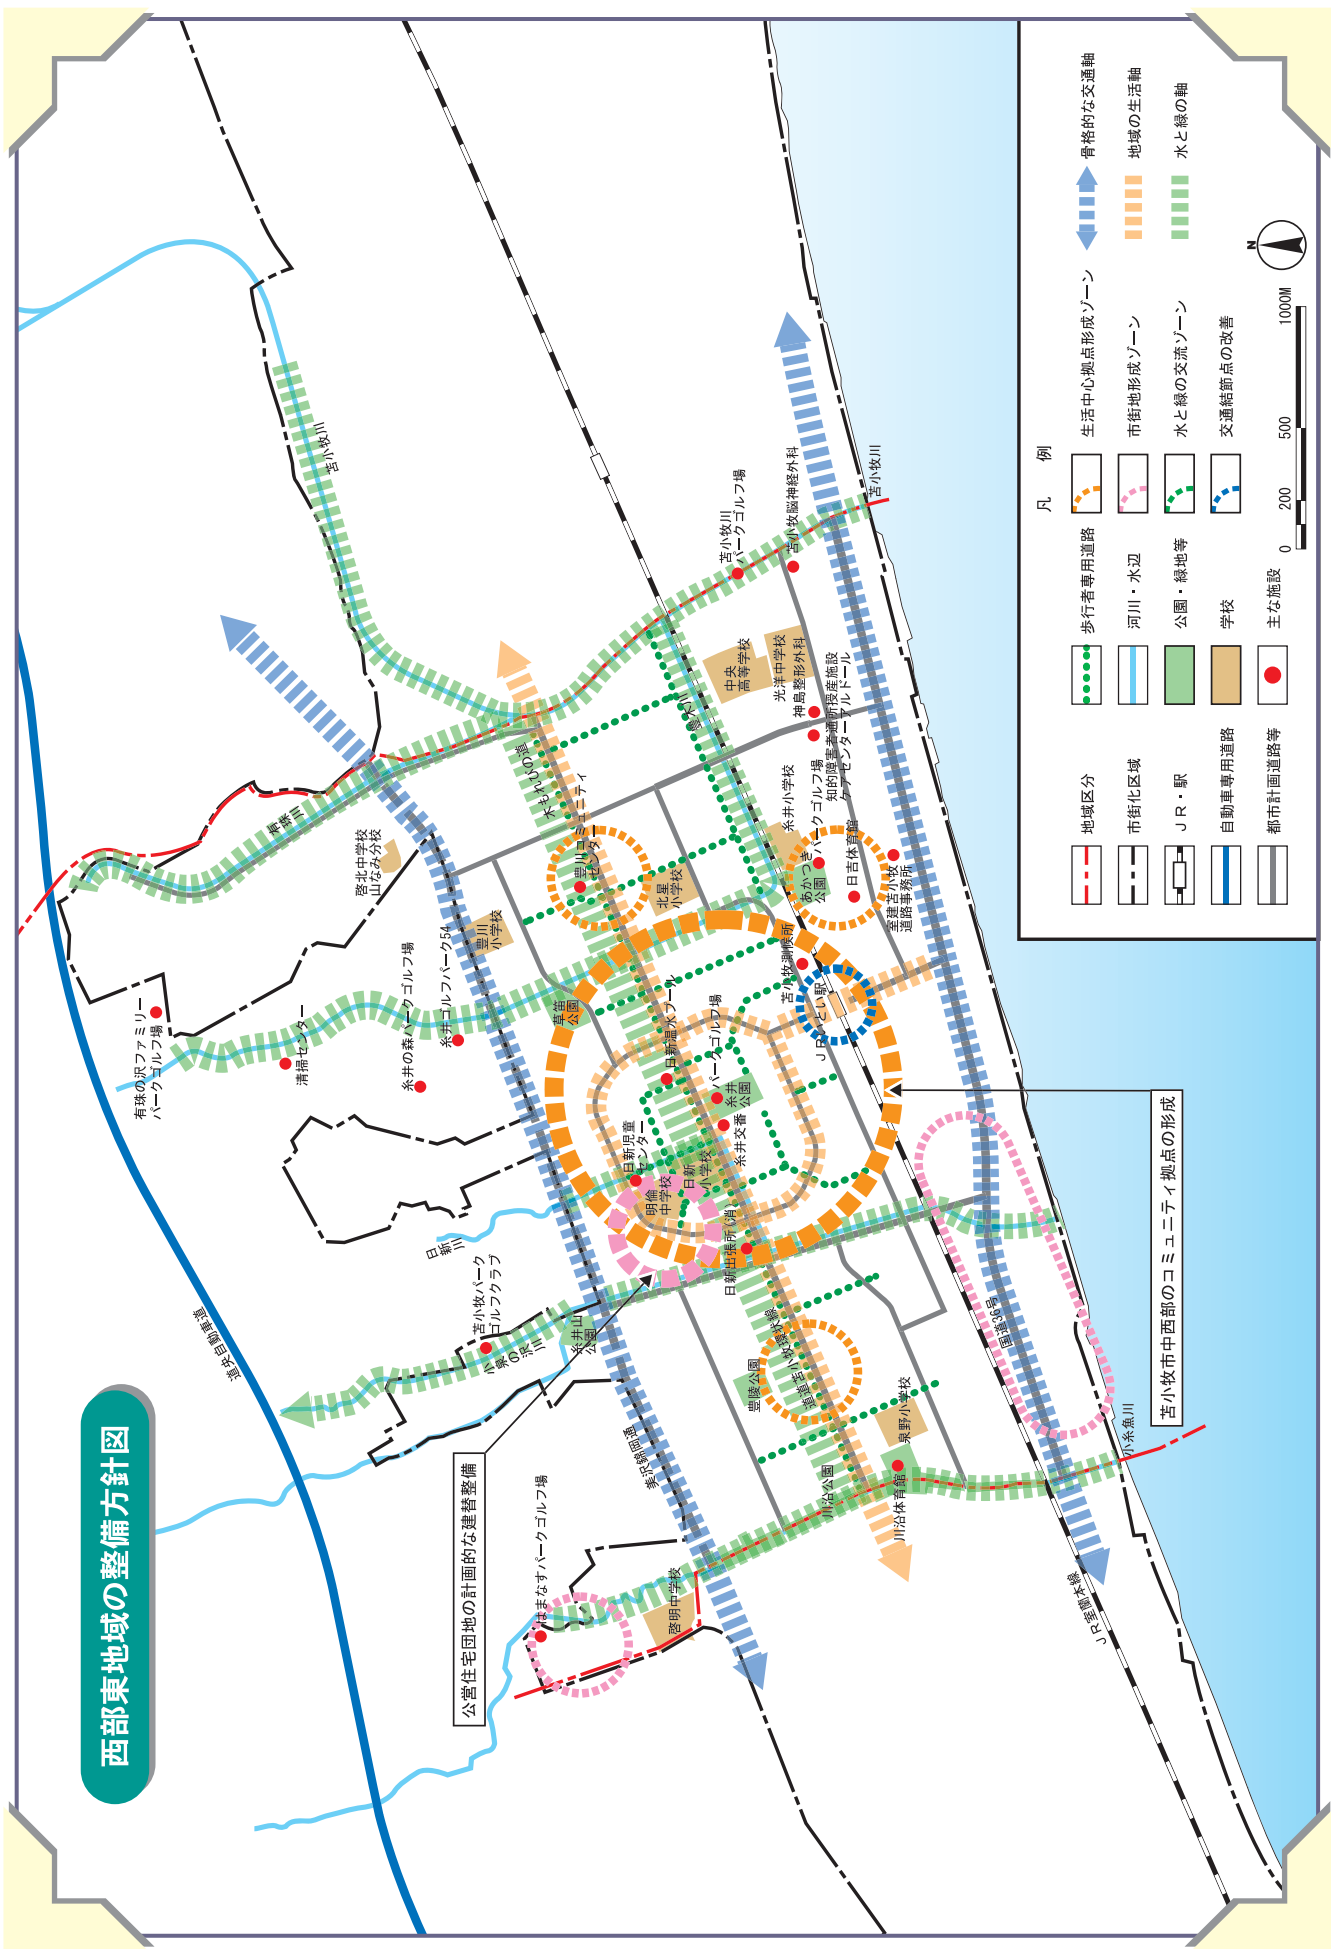 西部東地域の整備方針図
道央自動車道
有珠の沢ファミリー
パークゴルフ場
清掃センター
糸井の森パークゴルフ場
糸井ゴルフパーク54
啓北中学校
山なみ分校
有珠川
苫小牧川
豊川
小学校
草笛
公園
日新川
苫小牧パーク
ゴルフクラブ
小泉の沢川
糸井山
公園
公営住宅団地の計画的な建替整備
はまなすパークゴルフ場
美沢錦岡通
啓明中学校
水もれびの道
豊川コミュニティ
センター
北星
小学校
日新温水プール
パークゴルフ場
糸井
公園
糸井交番
日新児童
センター
日新
小学校
明倫
中学校
日新出張所(消)
豊陵公園
道道苫小牧環状線
川沿公園
川沿体育館
泉野小学校
苫小牧川
パークゴルフ場
苫小牧脳神経外科
苫小牧川
中央
高等学校
光洋中学校
神島整形外科
知的障害者通所授産施設
ケアセンターアルドール
糸井小学校
あかつき
公園
パークゴルフ場
日吉体育館
室建苫小牧
道路事務所
苫小牧測候所
JRいとい駅
国道36号
小糸魚川
JR室蘭本線
苫小牧市中西部のコミュニティ拠点の形成
凡 例
地域区分
市街化区域
JR・駅
自動車専用道路
都市計画道路等
歩行者専用道路
河川・水辺
公園・緑地等
学校
主な施設
生活中心拠点形成ゾーン
市街地形成ゾーン
水と緑の交流ゾーン
交通結節点の改善
骨格的な交通軸
地域の生活軸
水と緑の軸
N
0 200 500 1000M